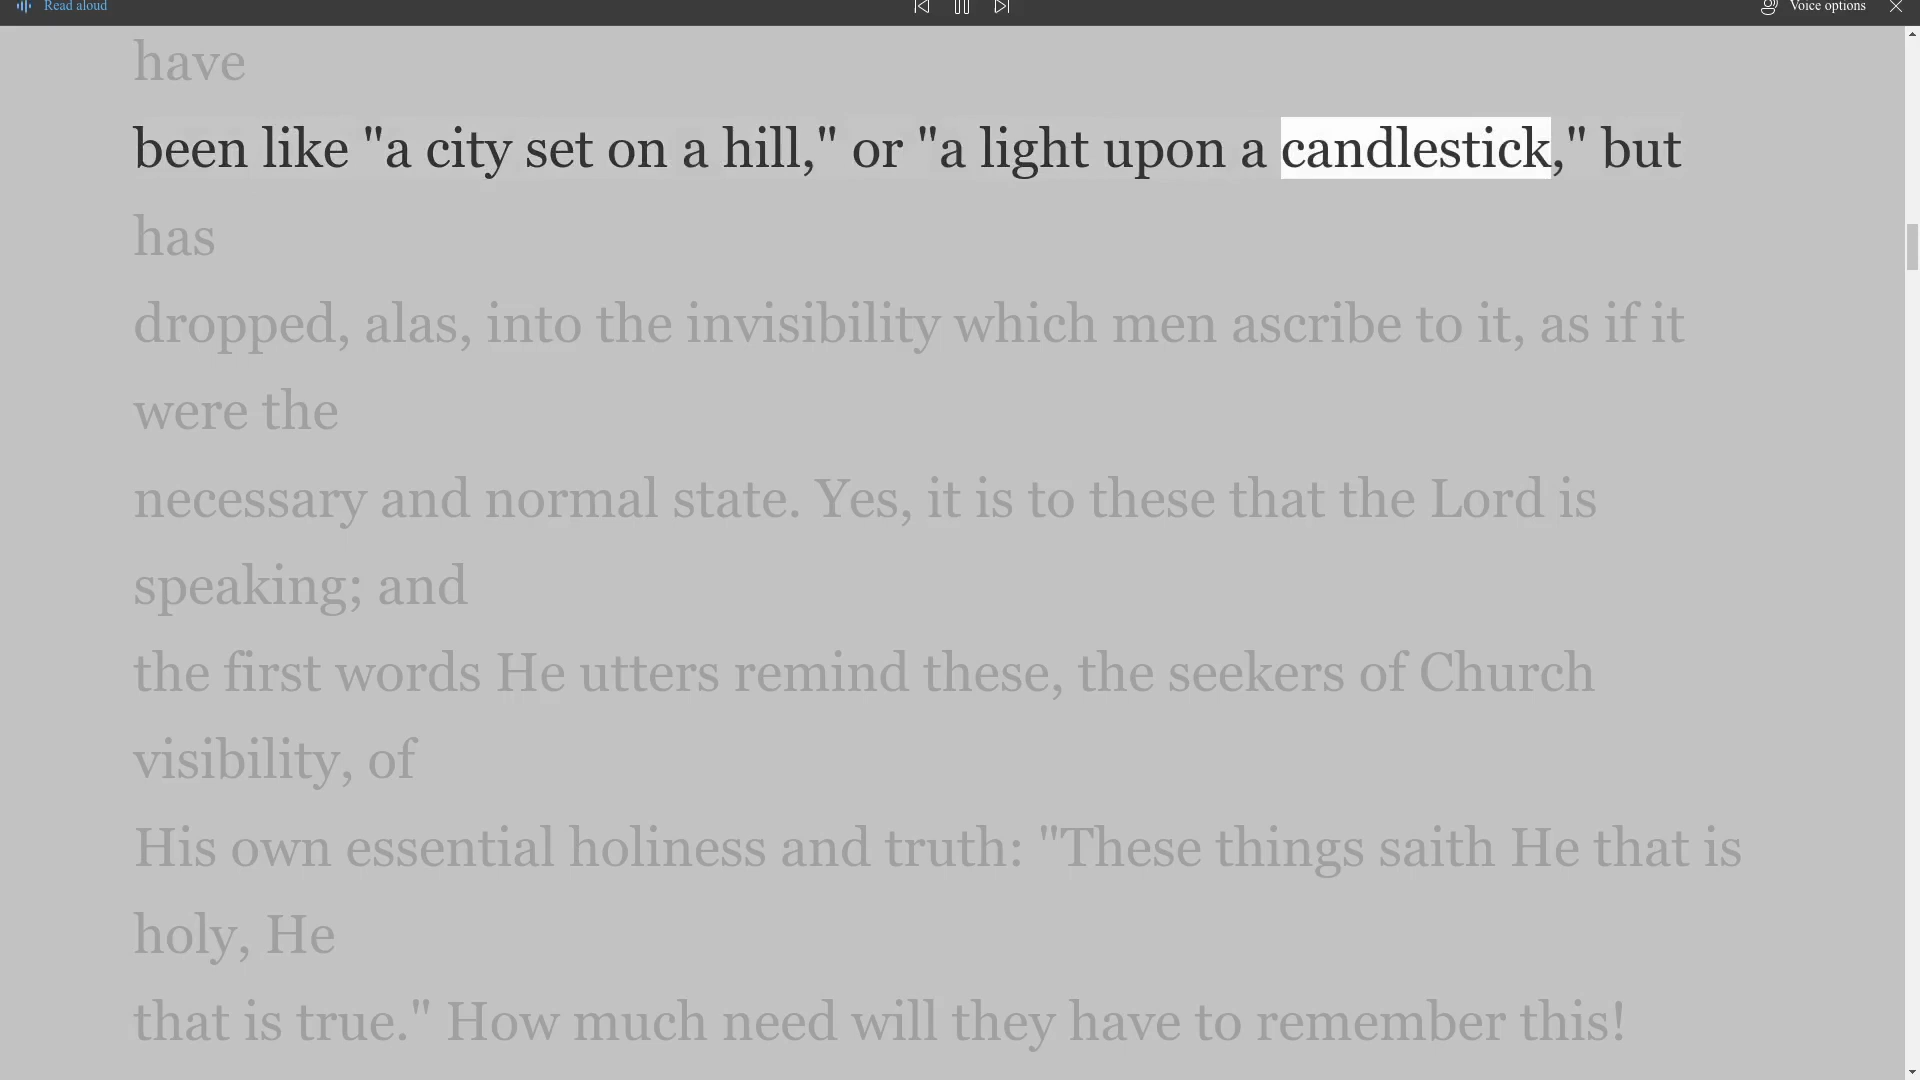 Read aloud
Voice options
have
been like "a city set on a hill," or "a light upon a candlestick," but
has
dropped, alas, into the invisibility which men ascribe to it, as if it
were the
necessary and normal state. Yes, it is to these that the Lord is
speaking; and
the first words He utters remind these, the seekers of Church
visibility, of
His own essential holiness and truth: "These things saith He that is
holy, He
that is true." How much need will they have to remember this!